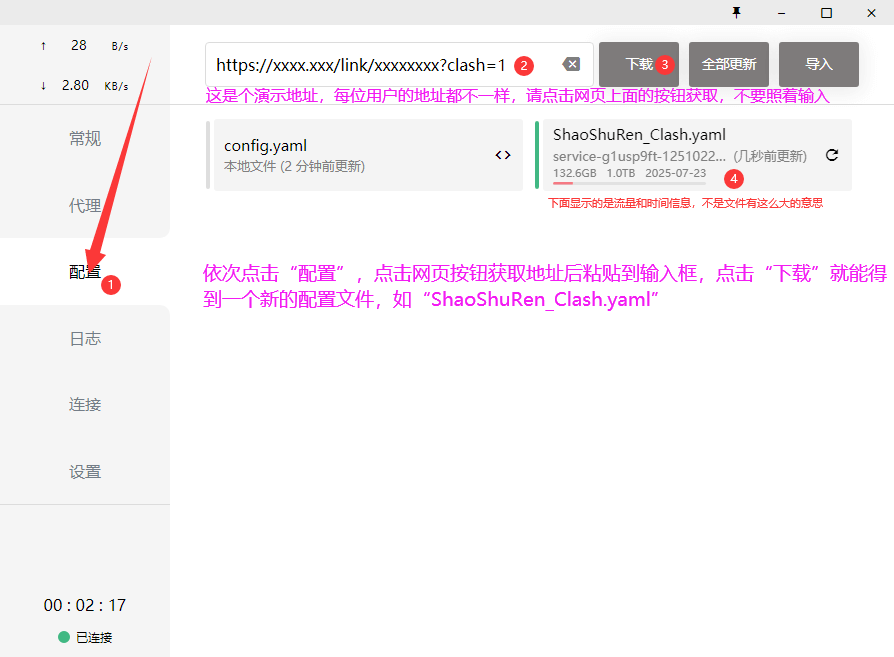 ↑ 28 B/s
↓ 2.80 KB/s
https://xxxx.xxx/link/xxxxxxxx?clash=1 2
下载 3
全部更新
导入
这是个演示地址，每位用户的地址都不一样，请点击网页上面的按钮获取，不要照着输入
常规
代理
配置 1
日志
连接
设置
config.yaml
本地文件 (2 分钟前更新)
ShaoShuRen_Clash.yaml
service-g1usp9ft-1251022... (几秒前更新)
132.6GB 1.0TB 2025-07-23 4
下面显示的是流量和时间信息，不是文件有这么大的意思
依次点击“配置”，点击网页按钮获取地址后粘贴到输入框，点击“下载”就能得
到一个新的配置文件，如“ShaoShuRen_Clash.yaml”
00 : 02 : 17
已连接